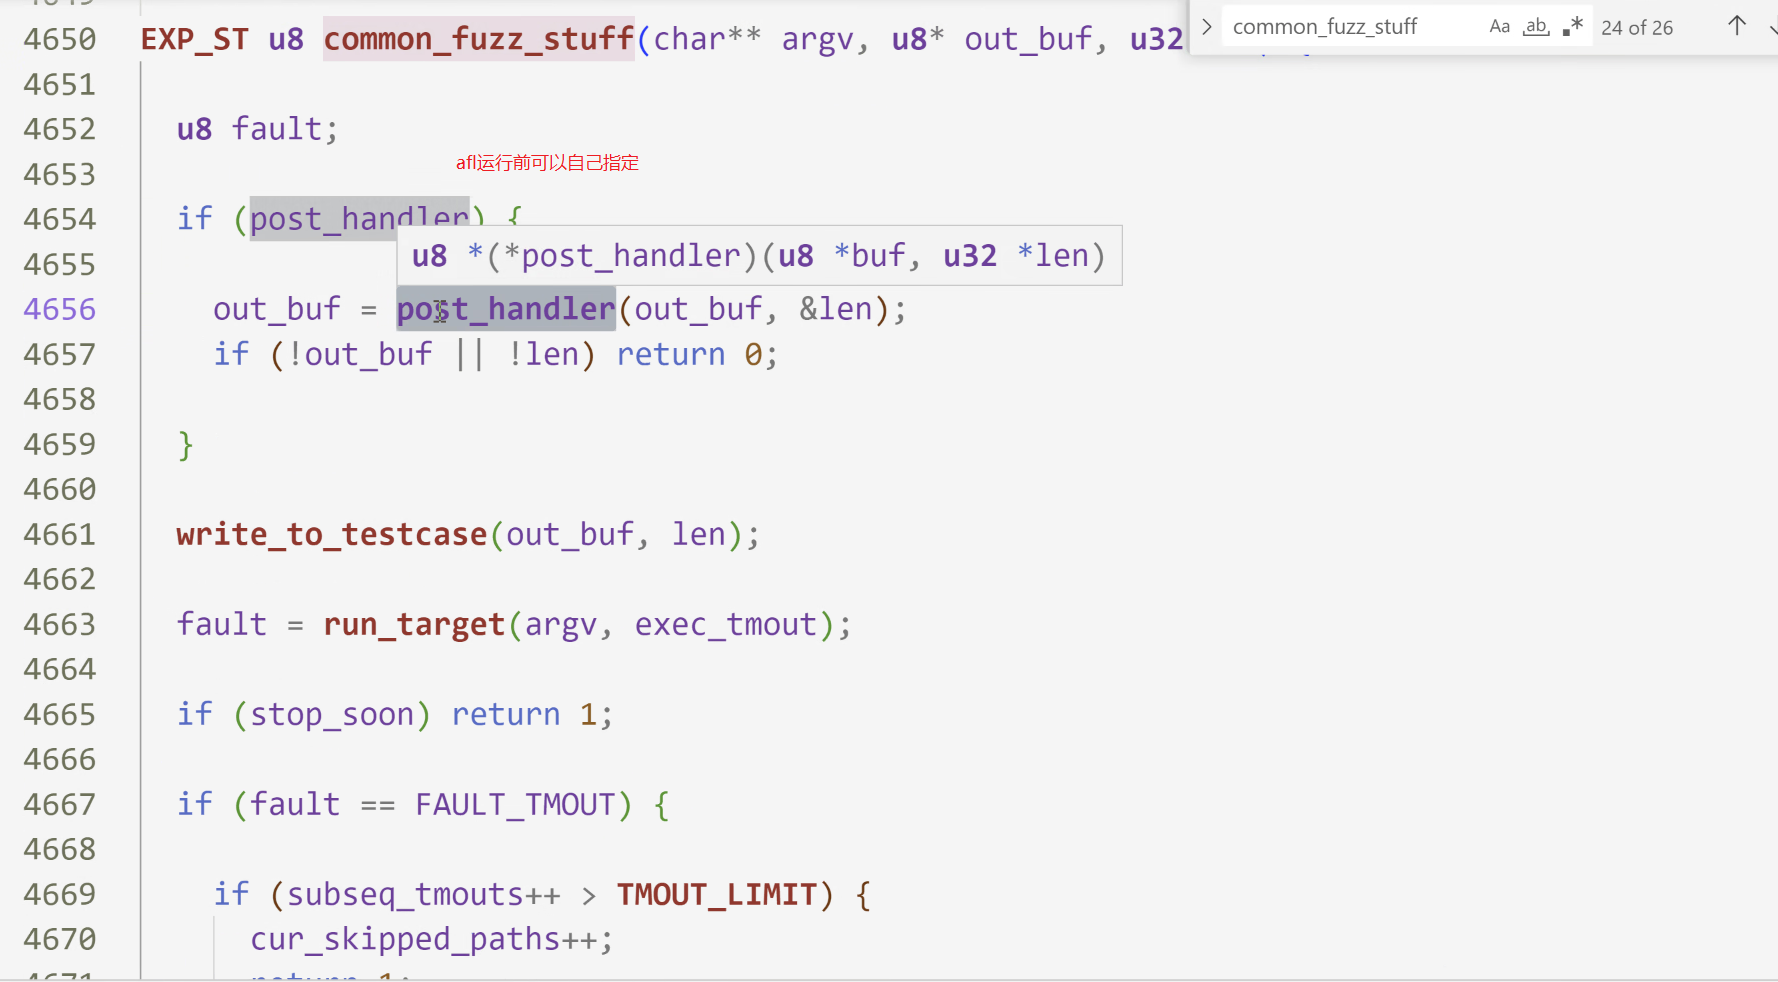 4650 EXP_ST u8 common_fuzz_stuff(char** argv, u8* out_buf, u32
common_fuzz_stuff Aa ab .* 24 of 26
4651
4652 u8 fault;
afl运行前可以自己指定
4653
4654 if (post_handler) {
u8 *(*post_handler)(u8 *buf, u32 *len)
4655
4656 out_buf = post_handler(out_buf, &len);
4657 if (!out_buf || !len) return 0;
4658
4659 }
4660
4661 write_to_testcase(out_buf, len);
4662
4663 fault = run_target(argv, exec_tmout);
4664
4665 if (stop_soon) return 1;
4666
4667 if (fault == FAULT_TMOUT) {
4668
4669 if (subseq_tmouts++ > TMOUT_LIMIT) {
4670 cur_skipped_paths++;
4671 return 1;